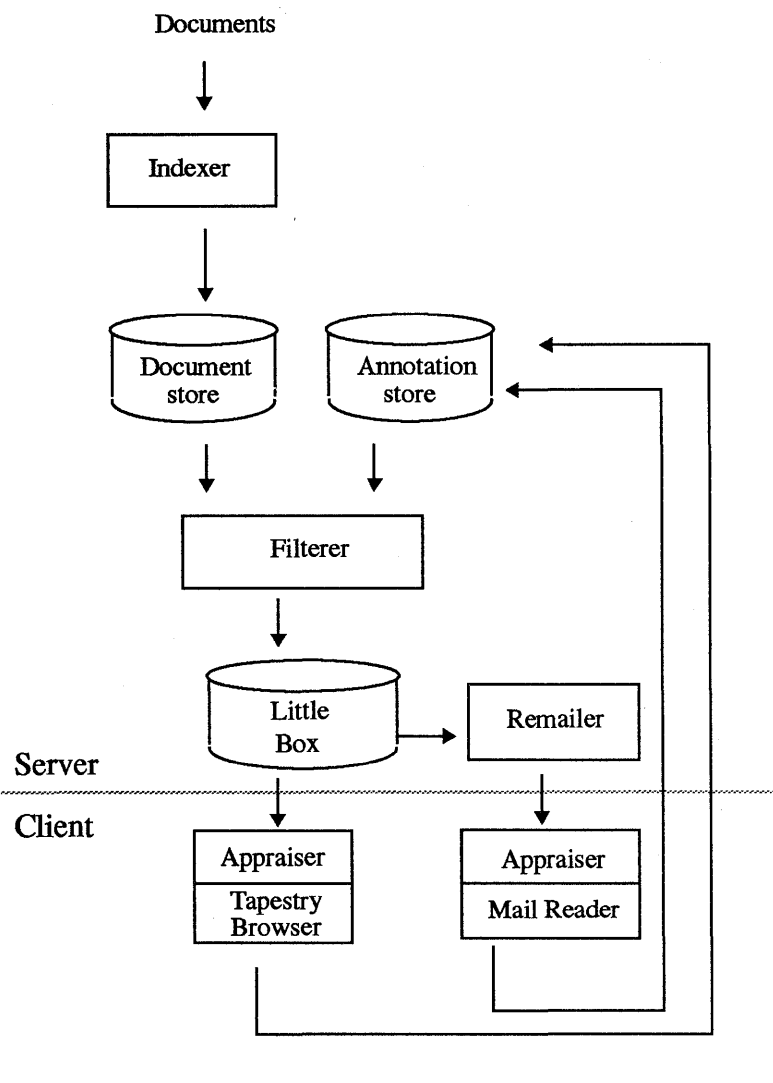 Documents
Indexer
Document
store
Annotation
store
Filterer
Little
Box
Remailer
Server
Client
Appraiser
Tapestry
Browser
Appraiser
Mail Reader